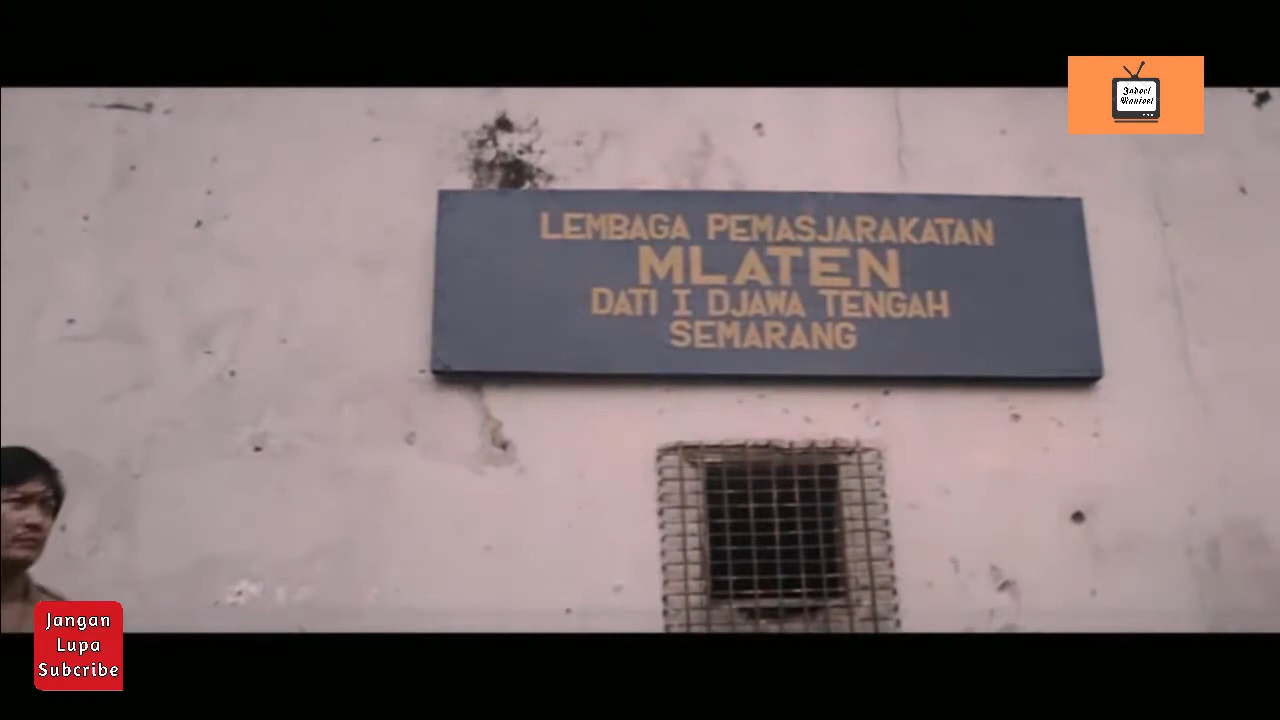 LEMBAGA PEMASJARAKATAN
MLATEN
DATI I DJAWA TENGAH
SEMARANG
Jangan
Lupa
Subcribe